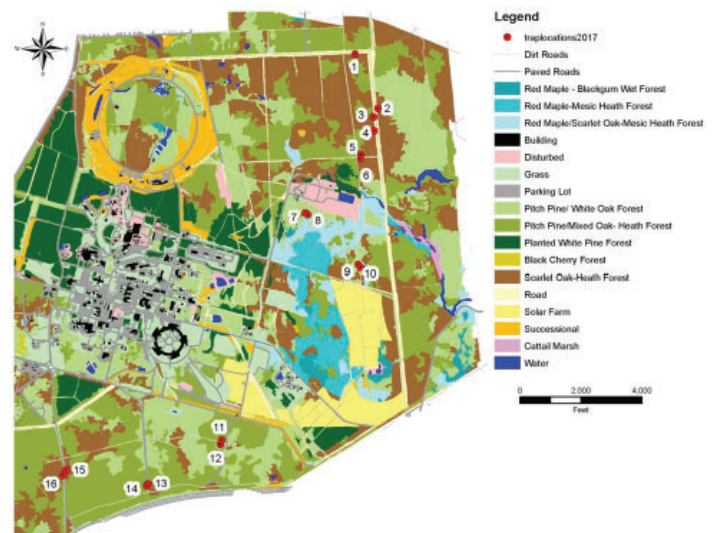 N
W
E
S
1
2
3
4
5
6
7
8
9
10
11
12
13
14
15
16
Legend
traplocations2017
Dirt Roads
Paved Roads
Red Maple - Blackgum Wet Forest
Red Maple-Mesic Heath Forest
Red Maple/Scarlet Oak-Mesic Heath Forest
Building
Disturbed
Grass
Parking Lot
Pitch Pine/ White Oak Forest
Pitch Pine/Mixed Oak- Heath Forest
Planted White Pine Forest
Black Cherry Forest
Scarlet Oak-Heath Forest
Road
Solar Farm
Successional
Cattail Marsh
Water
0 2,000 4,000
Feet